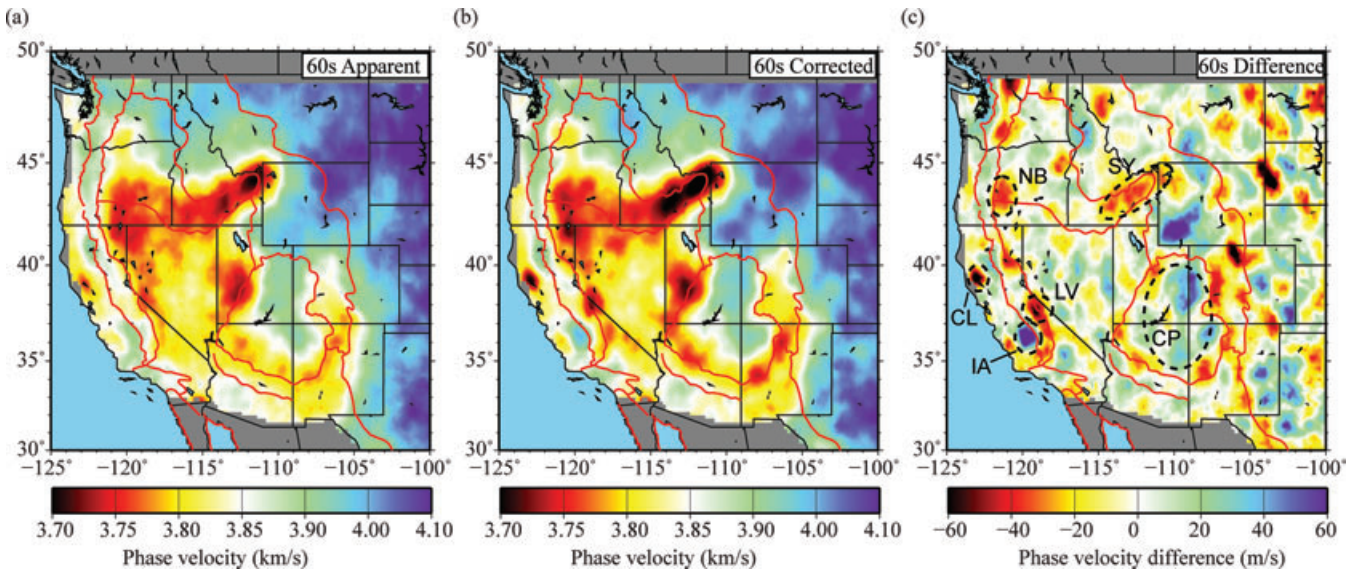 (a)
(b)
(c)
60s Apparent
60s Corrected
60s Difference
50°
45°
40°
35°
30°
−125 −120 −115 −110 −105 −100°
50°
45°
40°
35°
30°
−125 −120 −115 −110 −105 −100°
50°
45°
40°
35°
30°
−125 −120 −115 −110 −105 −100°
NB
SY
LV
CL
CP
IA
3.70 3.75 3.80 3.85 3.90 4.00 4.10
Phase velocity (km/s)
3.70 3.75 3.80 3.85 3.90 4.00 4.10
Phase velocity (km/s)
−60 −40 −20 0 20 40 60
Phase velocity difference (m/s)